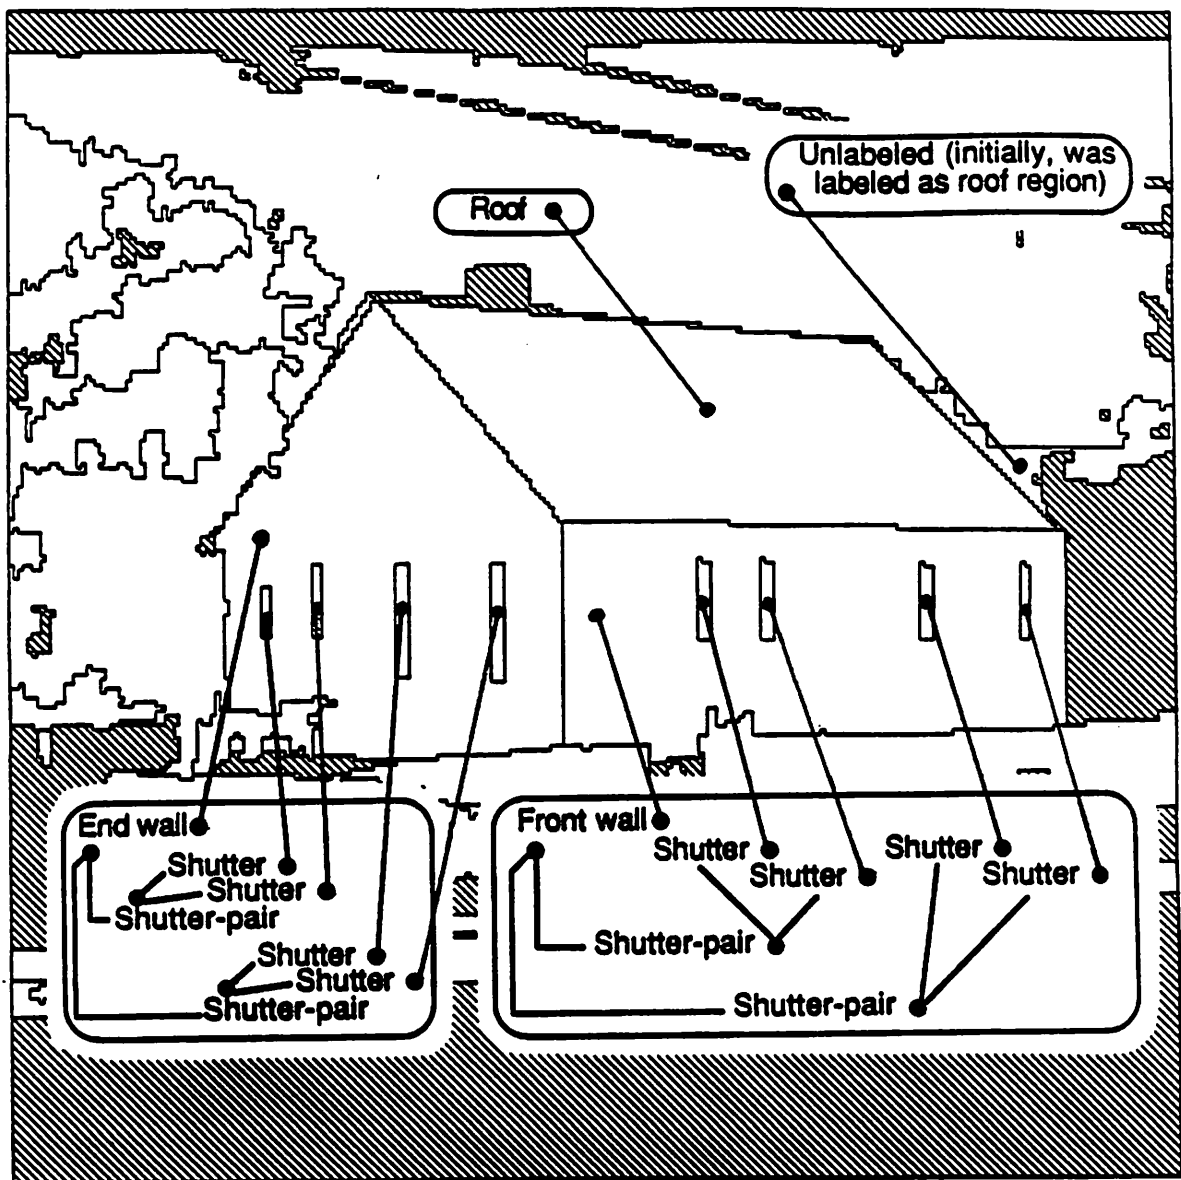 Unlabeled (initially, was
labeled as roof region)
Roof
End wall
Shutter
Shutter
Shutter-pair
Shutter
Shutter
Shutter-pair
Front wall
Shutter
Shutter
Shutter
Shutter
Shutter-pair
Shutter-pair